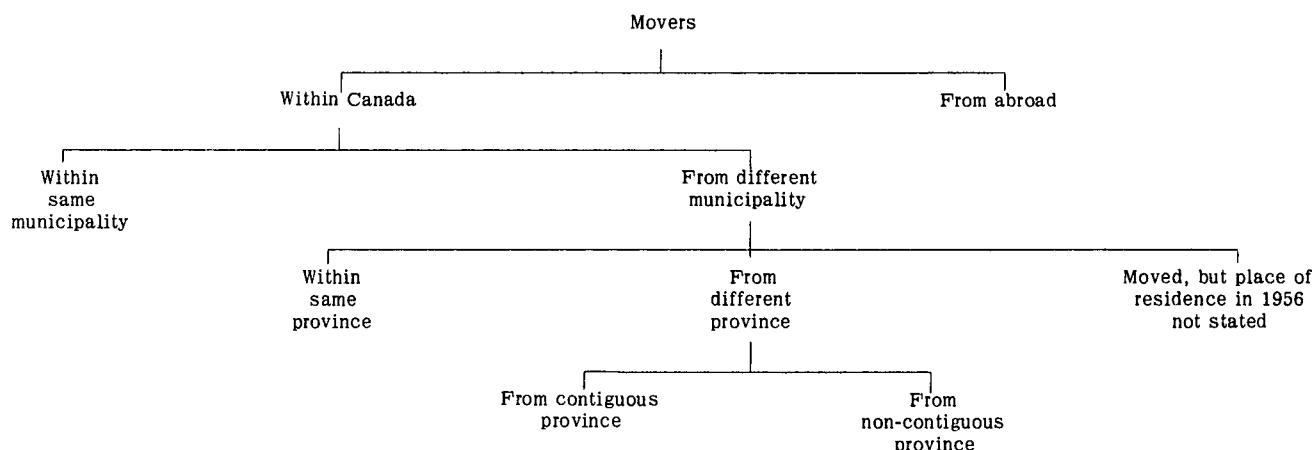 Movers
Within Canada
From abroad
Within
same
municipality
From different
municipality
Within
same
province
From
different
province
Moved, but place of
residence in 1956
not stated
From contiguous
province
From
non-contiguous
province